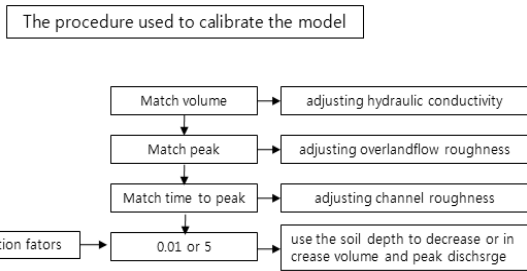 The procedure used to calibrate the model
Match volume
adjusting hydraulic conductivity
Match peak
adjusting overlandflow roughness
Match time to peak
adjusting channel roughness
tion fators
0.01 or 5
use the soil depth to decrease or in
crease volume and peak dischsrge